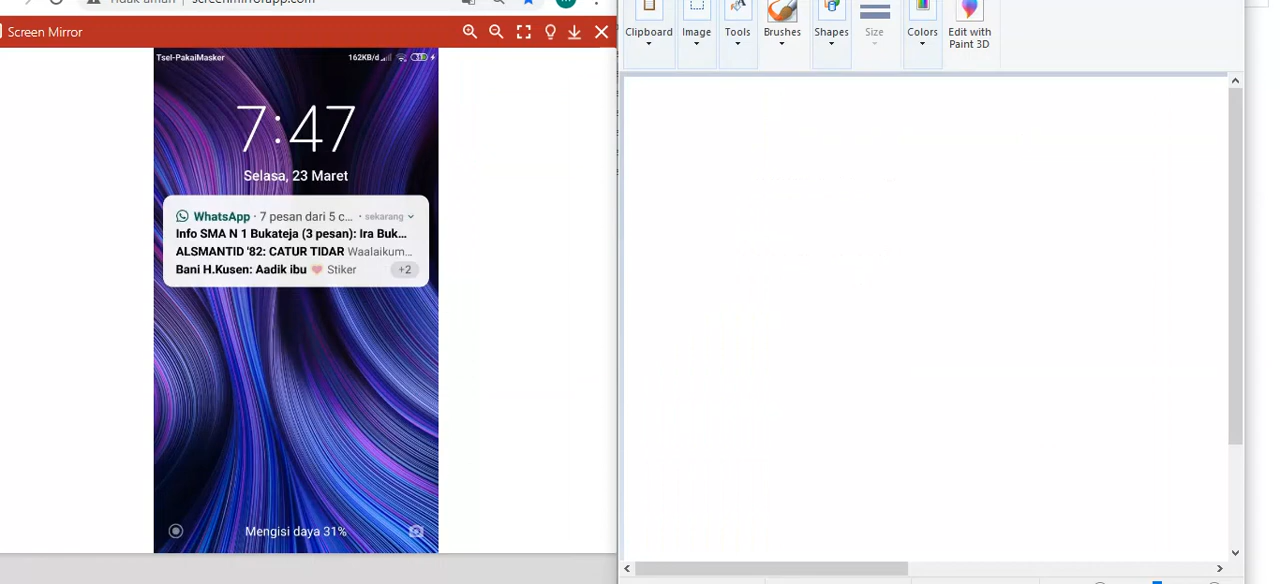 Screen Mirror
Tsel-PakaiMasker
162KB/d
7:47
Selasa, 23 Maret
WhatsApp · 7 pesan dari 5 c... • sekarang
Info SMA N 1 Bukateja (3 pesan): Ira Buk...
ALSMANTID '82: CATUR TIDAR Waalaikum...
Bani H.Kusen: Aadik ibu Stiker +2
Mengisi daya 31%
Clipboard
Image
Tools
Brushes
Shapes
Size
Colors
Edit with
Paint 3D